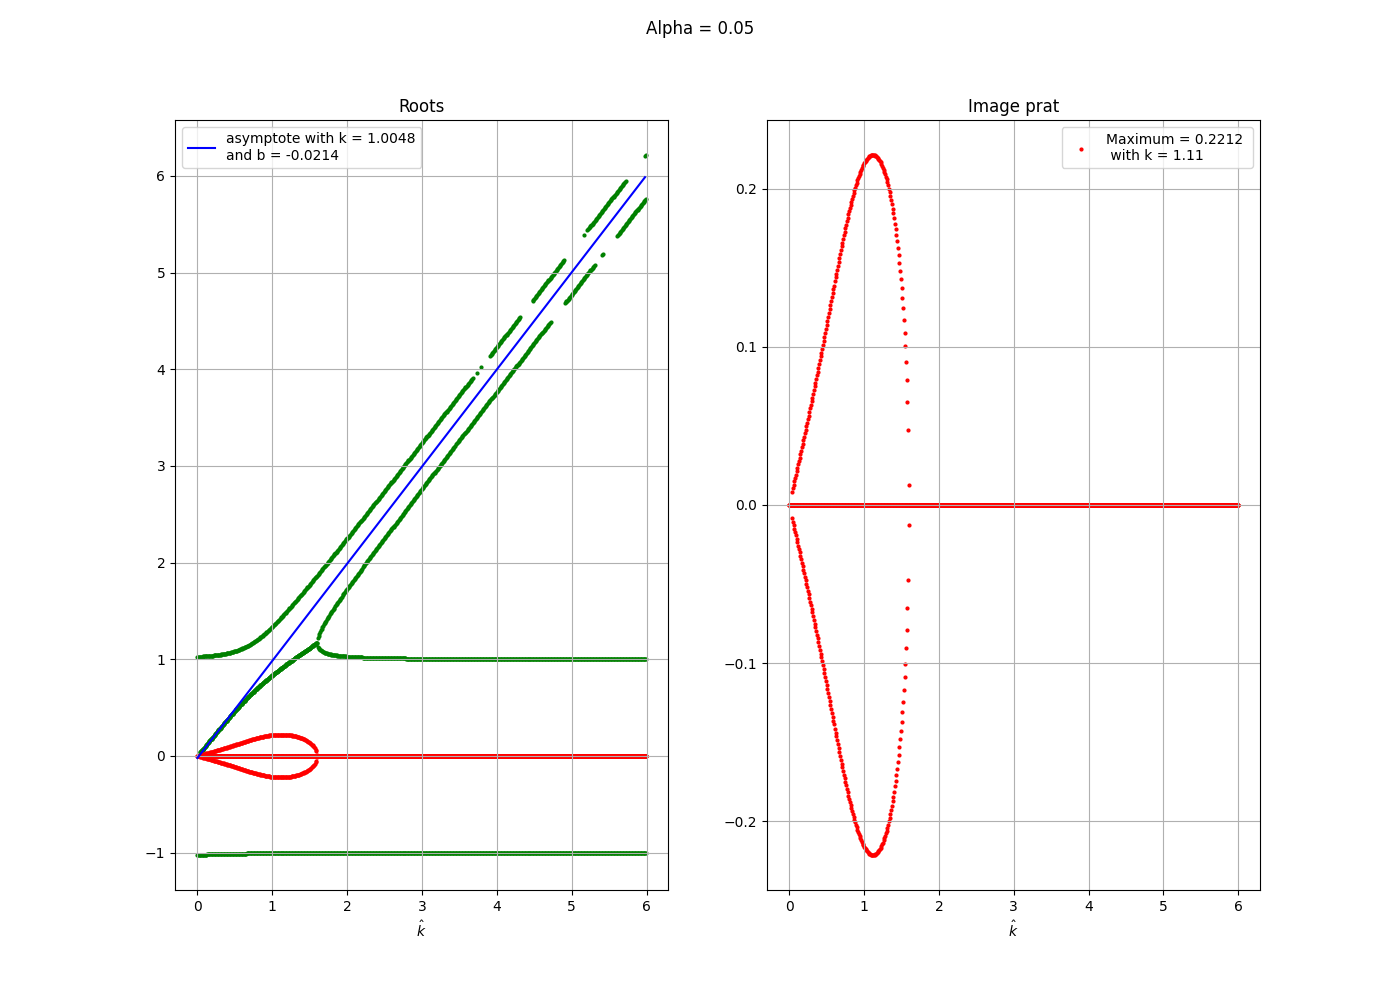 Alpha = 0.05
Roots
asymptote with k = 1.0048
and b = -0.0214
6
5
4
3
2
1
0
−1
0 1 2 3 4 5 6
k̂
Image prat
Maximum = 0.2212
with k = 1.11
0.2
0.1
0.0
−0.1
−0.2
0 1 2 3 4 5 6
k̂